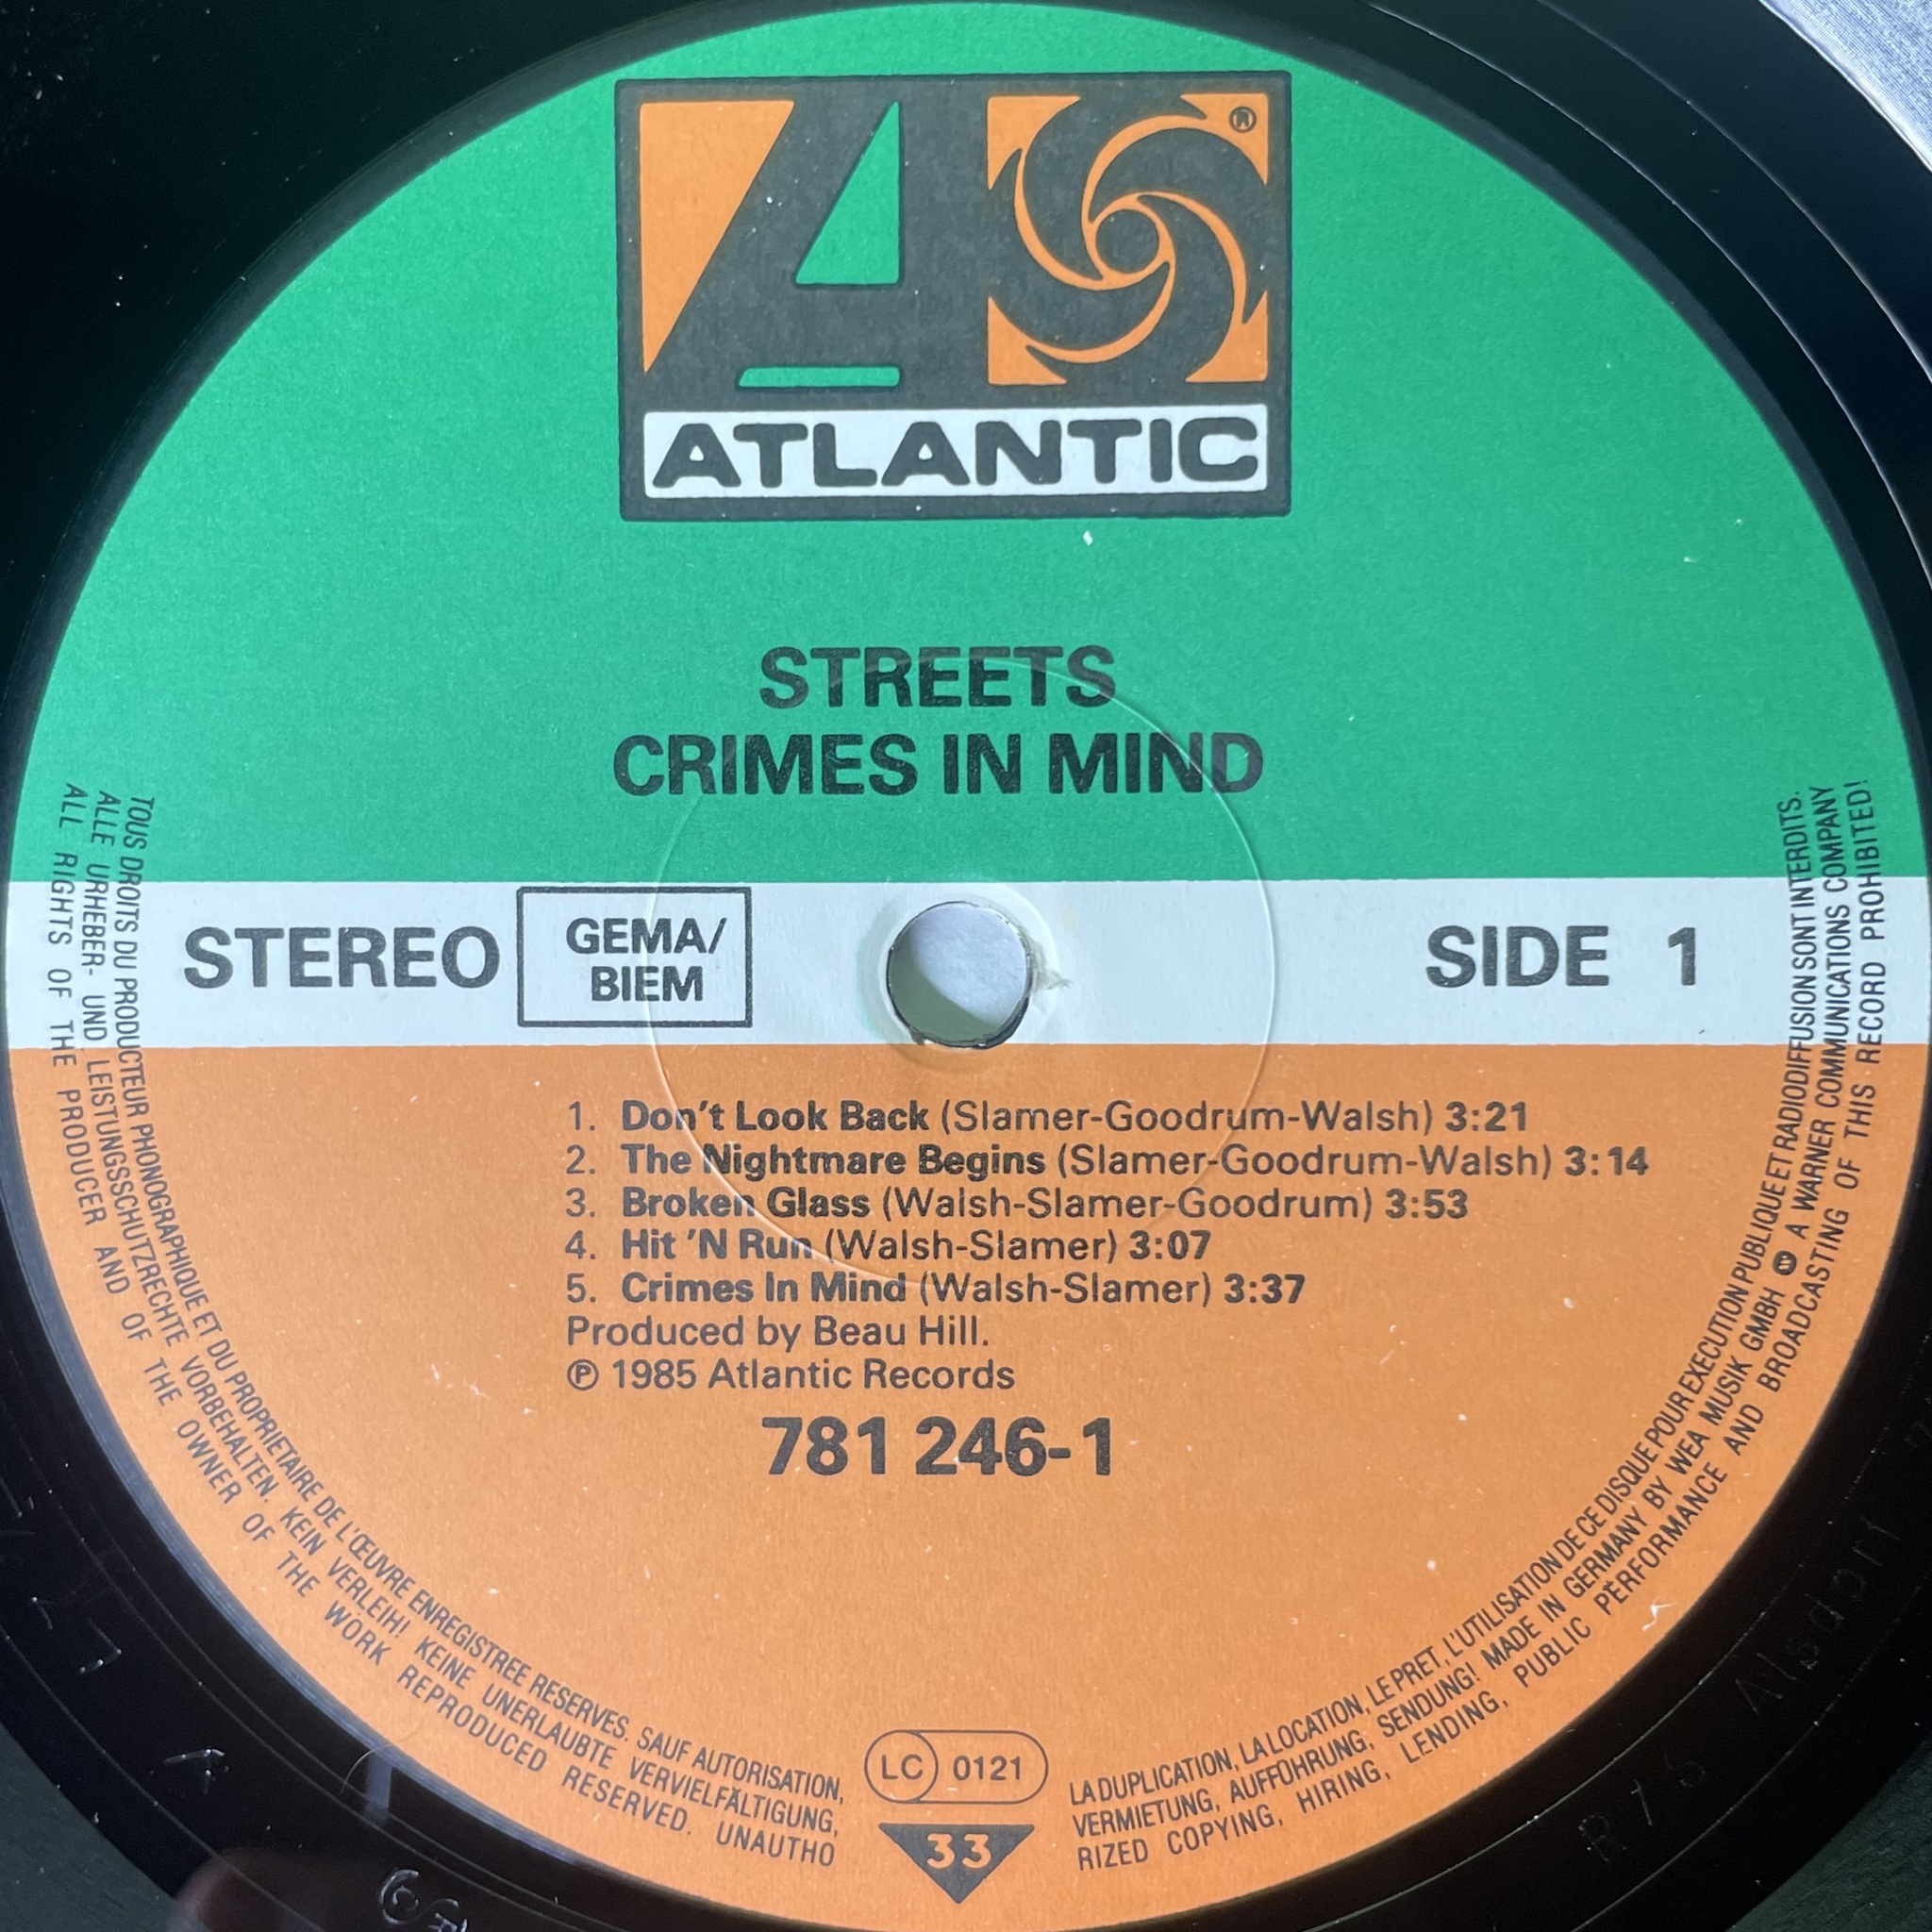 ®
ATLANTIC
STREETS
CRIMES IN MIND
STEREO
GEMA/
BIEM
SIDE 1
1. Don't Look Back (Slamer-Goodrum-Walsh) 3:21
2. The Nightmare Begins (Slamer-Goodrum-Walsh) 3:14
3. Broken Glass (Walsh-Slamer-Goodrum) 3:53
4. Hit 'N Run (Walsh-Slamer) 3:07
5. Crimes In Mind (Walsh-Slamer) 3:37
Produced by Beau Hill.
℗ 1985 Atlantic Records
781 246-1
LC 0121
33
TOUS DROITS DU PRODUCTEUR PHONOGRAPHIQUE ET DU PROPRIETAIRE DE L'ŒUVRE ENREGISTREE RESERVES. SAUF AUTORISATION, LA DUPLICATION, LA LOCATION, LE PRET, L'UTILISATION DE CE DISQUE POUR EXECUTION PUBLIQUE ET RADIODIFFUSION SONT INTERDITS.
ALLE URHEBER- UND LEISTUNGSSCHUTZRECHTE VORBEHALTEN. KEIN VERLEIH! KEINE UNERLAUBTE VERVIELFÄLTIGUNG, VERMIETUNG, AUFFÖHRUNG, SENDUNG! MADE IN GERMANY BY WEA MUSIK GMBH A WARNER COMMUNICATIONS COMPANY
ALL RIGHTS OF THE PRODUCER AND OF THE OWNER OF THE WORK REPRODUCED RESERVED. UNAUTHORIZED COPYING, HIRING, LENDING, PUBLIC PERFORMANCE AND BROADCASTING OF THIS RECORD PROHIBITED!
R/S Alsdorf